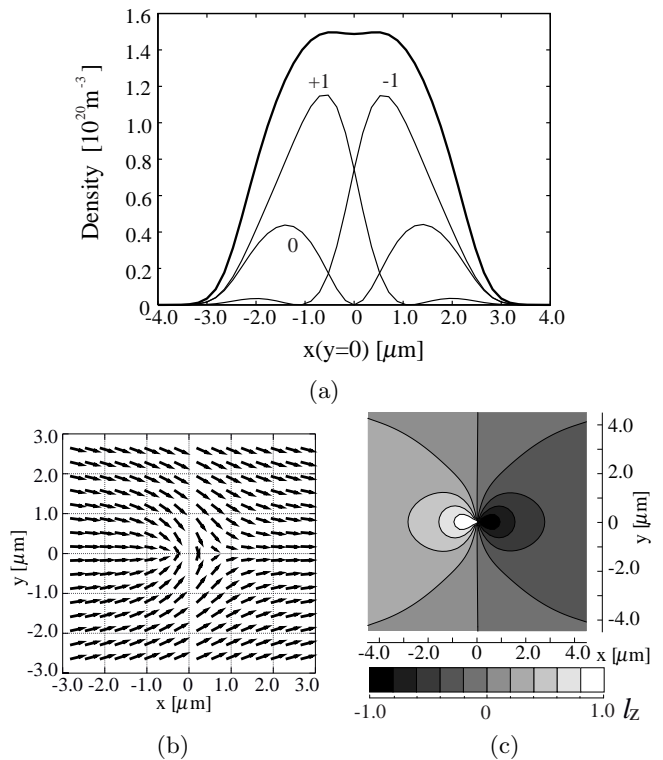 1.6
1.4
1.2
1.0
0.8
0.6
0.4
0.2
0
Density [10²⁰m⁻³]
+1
-1
0
-4.0 -3.0 -2.0 -1.0 0 1.0 2.0 3.0 4.0
x(y=0) [μm]
(a)
3.0
2.0
1.0
0
-1.0
-2.0
-3.0
y [μm]
-3.0 -2.0 -1.0 0 1.0 2.0 3.0
x [μm]
(b)
4.0
2.0
0
-2.0
-4.0
y [μm]
-4.0 -2.0 0 2.0 4.0 x [μm]
-1.0 0 1.0 lz
(c)